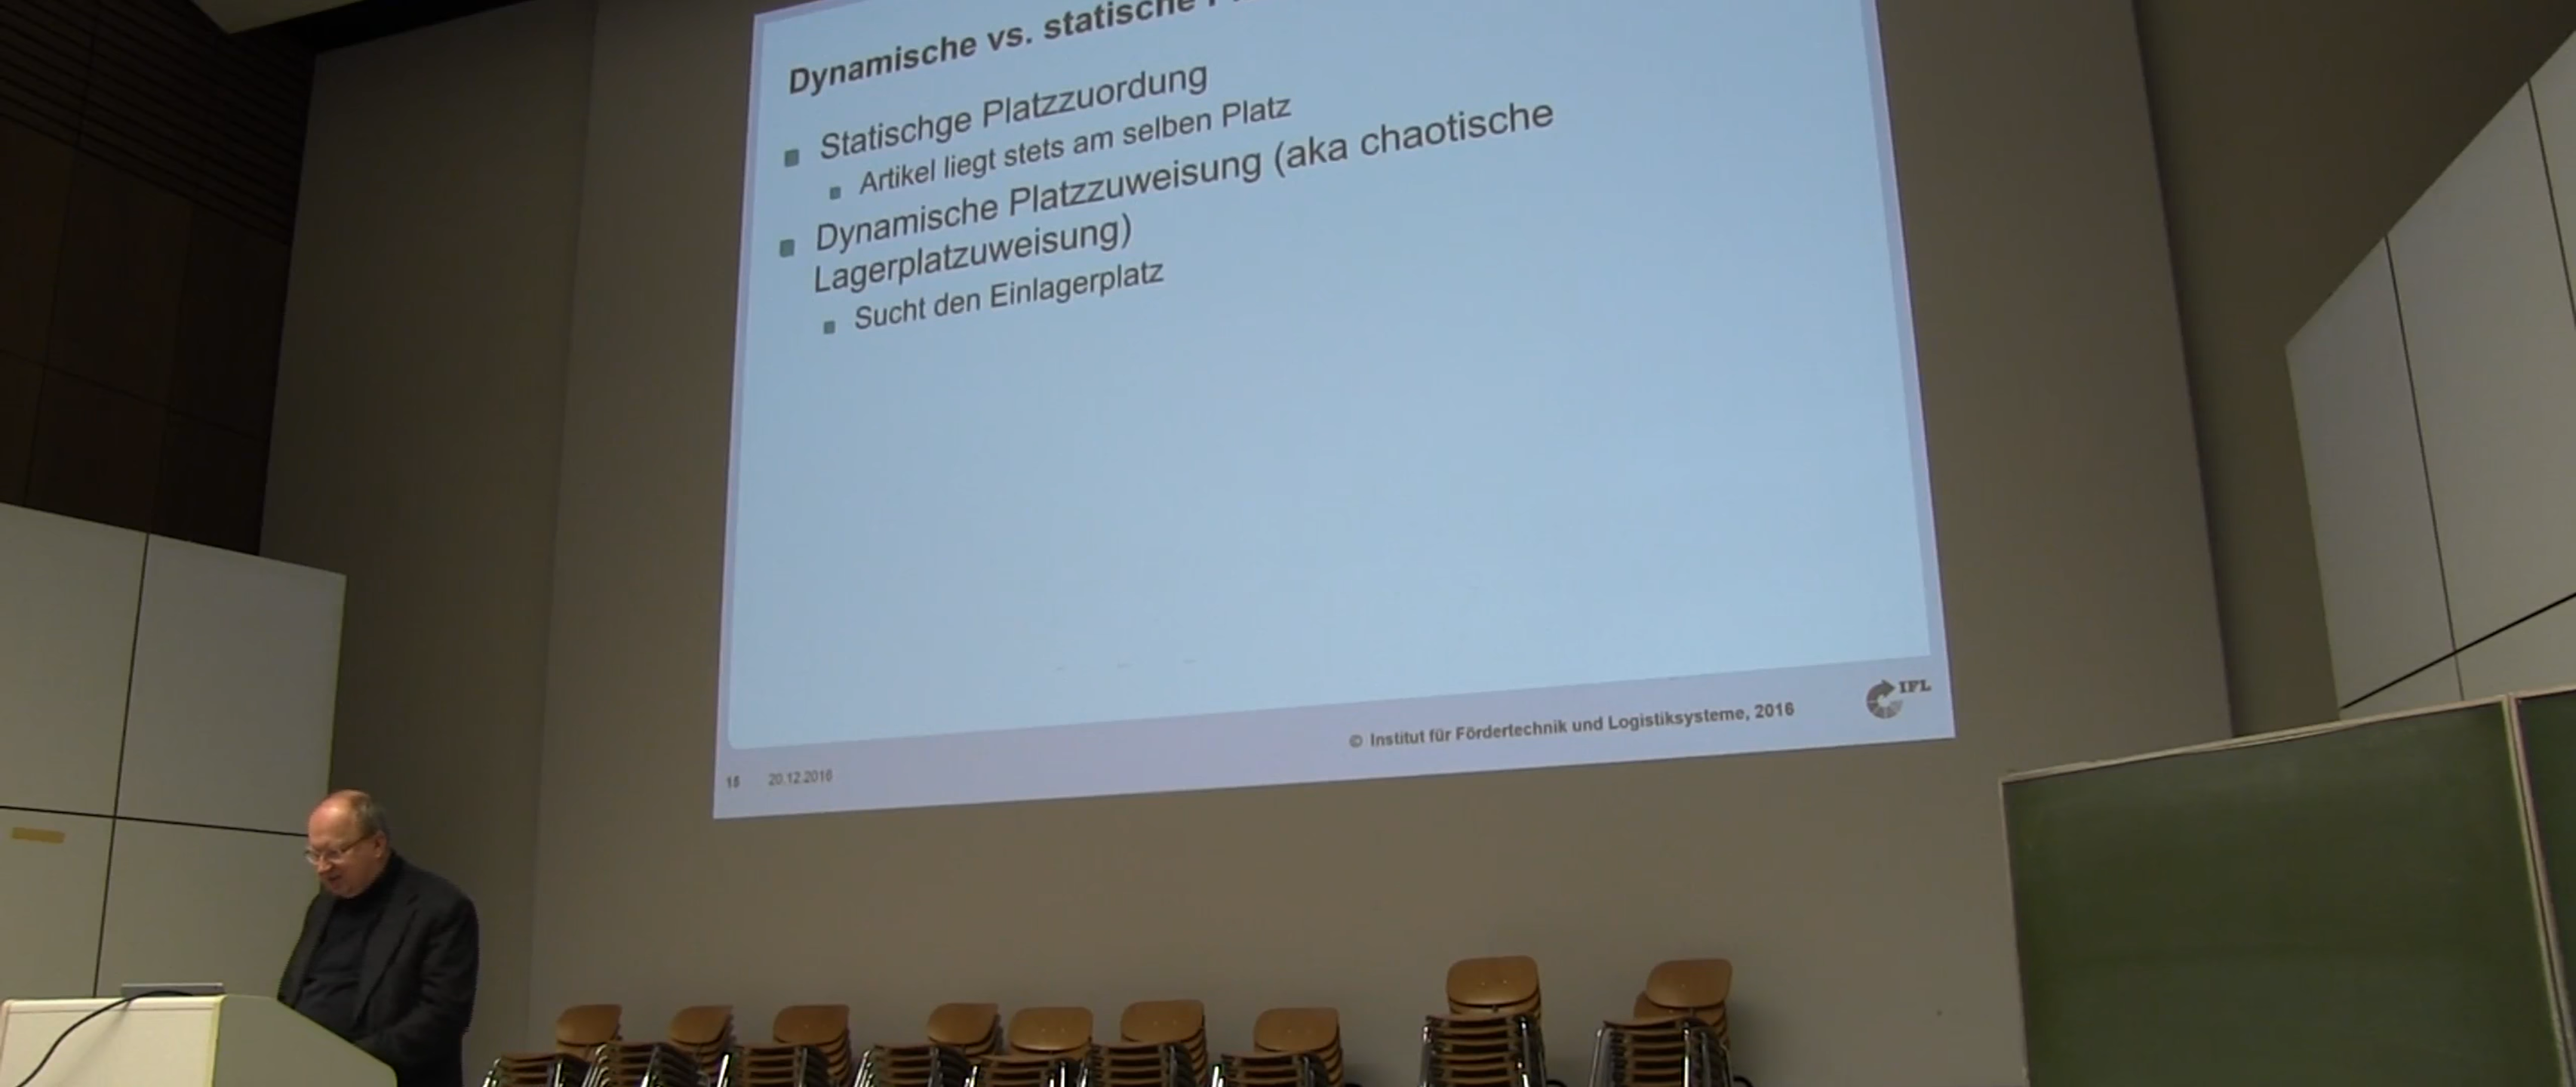 Dynamische vs. statische
Statischge Platzzuordung
Artikel liegt stets am selben Platz
Dynamische Platzzuweisung (aka chaotische
Lagerplatzuweisung)
Sucht den Einlagerplatz
© Institut für Fördertechnik und Logistiksysteme, 2016
IFL
15 20.12.2016